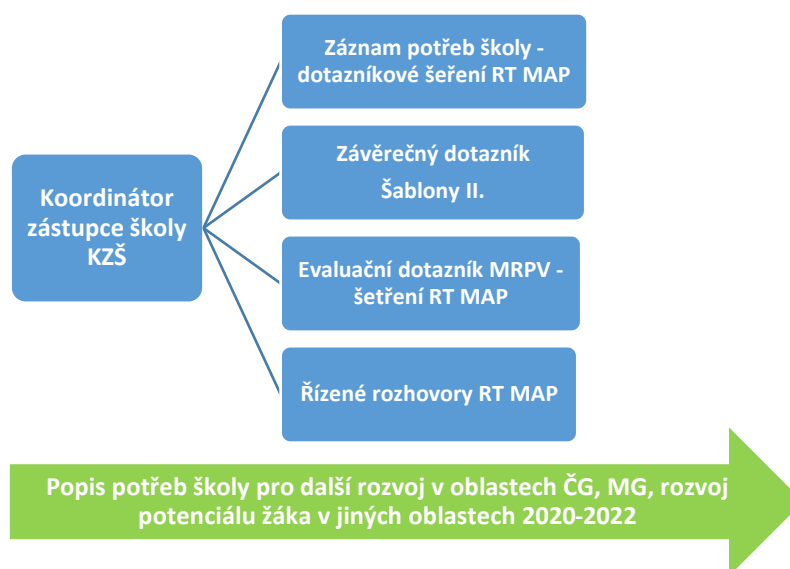 Záznam potřeb školy -
dotazníkové šeření RT MAP
Závěrečný dotazník
Šablony II.
Koordinátor
zástupce školy
KZŠ
Evaluační dotazník MRPV -
šetření RT MAP
Řízené rozhovory RT MAP
Popis potřeb školy pro další rozvoj v oblastech ČG, MG, rozvoj
potenciálu žáka v jiných oblastech 2020-2022